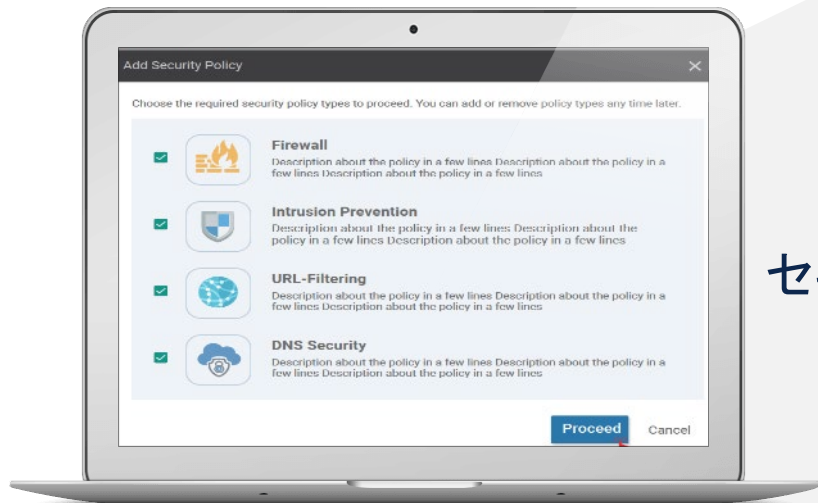 Add Security Policy
Choose the required security policy types to proceed. You can add or remove policy types any time later.
Firewall
Description about the policy in a few lines Description about the policy in a
few lines Description about the policy in a few lines
Intrusion Prevention
Description about the policy in a few lines Description about the
policy in a few lines Description about the policy in a few lines
URL-Filtering
Description about the policy in a few lines Description about the policy in a
few lines Description about the policy in a few lines
DNS Security
Description about the policy in a few lines Description about the policy in a
few lines Description about the policy in a few lines
Proceed Cancel
セ